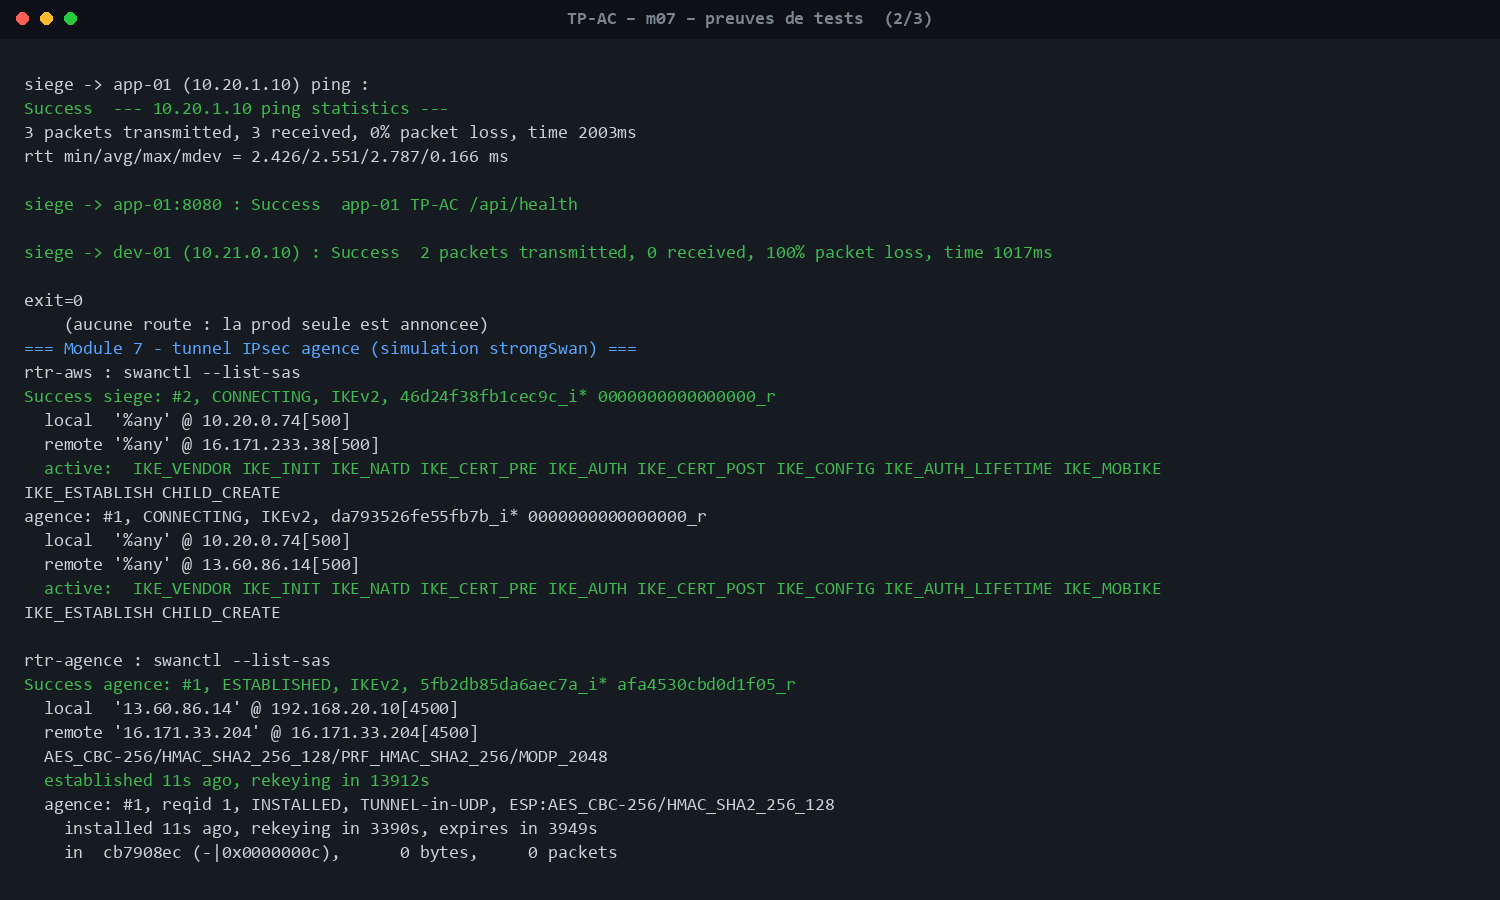 TP-AC – m07 – preuves de tests  (2/3)
siege -> app-01 (10.20.1.10) ping :
Success  --- 10.20.1.10 ping statistics ---
3 packets transmitted, 3 received, 0% packet loss, time 2003ms
rtt min/avg/max/mdev = 2.426/2.551/2.787/0.166 ms
siege -> app-01:8080 : Success  app-01 TP-AC /api/health
siege -> dev-01 (10.21.0.10) : Success  2 packets transmitted, 0 received, 100% packet loss, time 1017ms
exit=0
    (aucune route : la prod seule est annoncee)
=== Module 7 - tunnel IPsec agence (simulation strongSwan) ===
rtr-aws : swanctl --list-sas
Success siege: #2, CONNECTING, IKEv2, 46d24f38fb1cec9c_i* 0000000000000000_r
  local  '%any' @ 10.20.0.74[500]
  remote '%any' @ 16.171.233.38[500]
  active:  IKE_VENDOR IKE_INIT IKE_NATD IKE_CERT_PRE IKE_AUTH IKE_CERT_POST IKE_CONFIG IKE_AUTH_LIFETIME IKE_MOBIKE
IKE_ESTABLISH CHILD_CREATE
agence: #1, CONNECTING, IKEv2, da793526fe55fb7b_i* 0000000000000000_r
  local  '%any' @ 10.20.0.74[500]
  remote '%any' @ 13.60.86.14[500]
  active:  IKE_VENDOR IKE_INIT IKE_NATD IKE_CERT_PRE IKE_AUTH IKE_CERT_POST IKE_CONFIG IKE_AUTH_LIFETIME IKE_MOBIKE
IKE_ESTABLISH CHILD_CREATE
rtr-agence : swanctl --list-sas
Success agence: #1, ESTABLISHED, IKEv2, 5fb2db85da6aec7a_i* afa4530cbd0d1f05_r
  local  '13.60.86.14' @ 192.168.20.10[4500]
  remote '16.171.33.204' @ 16.171.33.204[4500]
  AES_CBC-256/HMAC_SHA2_256_128/PRF_HMAC_SHA2_256/MODP_2048
  established 11s ago, rekeying in 13912s
  agence: #1, reqid 1, INSTALLED, TUNNEL-in-UDP, ESP:AES_CBC-256/HMAC_SHA2_256_128
    installed 11s ago, rekeying in 3390s, expires in 3949s
    in  cb7908ec (-|0x0000000c),      0 bytes,     0 packets